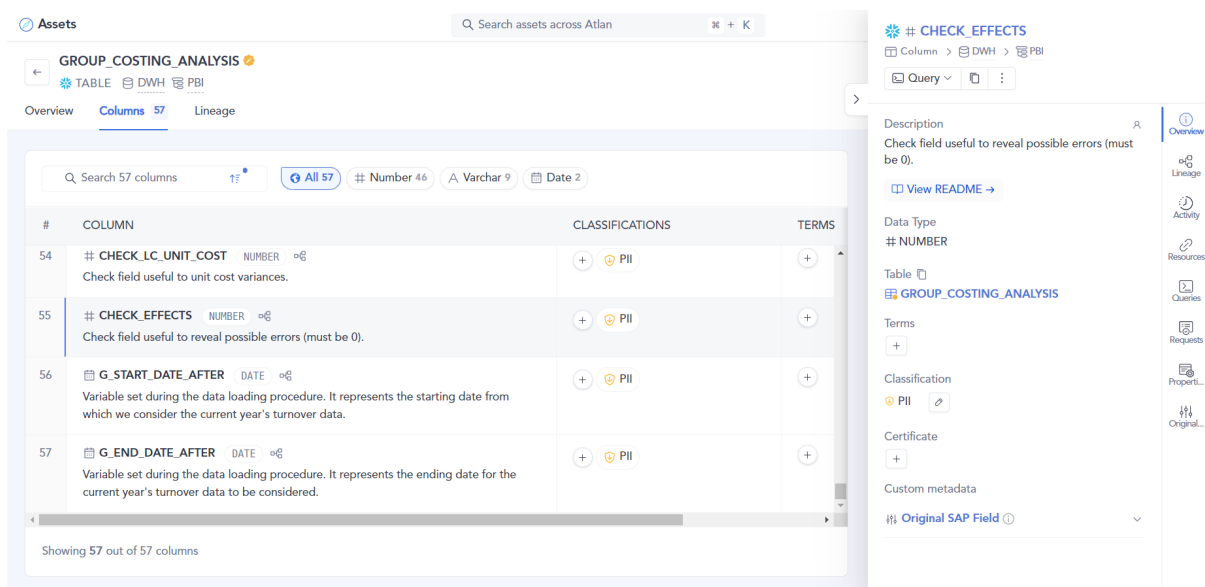 Assets
Search assets across Atlan
⌘ + K
GROUP_COSTING_ANALYSIS
TABLE DWH PBI
Overview Columns 57 Lineage
Search 57 columns
All 57 # Number 46 Varchar 9 Date 2
# COLUMN CLASSIFICATIONS TERMS
54 # CHECK_LC_UNIT_COST NUMBER + PII +
Check field useful to unit cost variances.
55 # CHECK_EFFECTS NUMBER + PII +
Check field useful to reveal possible errors (must be 0).
56 G_START_DATE_AFTER DATE + PII +
Variable set during the data loading procedure. It represents the starting date from
which we consider the current year's turnover data.
57 G_END_DATE_AFTER DATE + PII +
Variable set during the data loading procedure. It represents the ending date for the
current year's turnover data to be considered.
Showing 57 out of 57 columns
# CHECK_EFFECTS
Column > DWH > PBI
Query
Description
Check field useful to reveal possible errors (must
be 0).
View README →
Data Type
# NUMBER
Table
GROUP_COSTING_ANALYSIS
Terms
+
Classification
PII
Certificate
+
Custom metadata
Original SAP Field
Overview
Lineage
Activity
Resources
Queries
Requests
Properti...
Original...